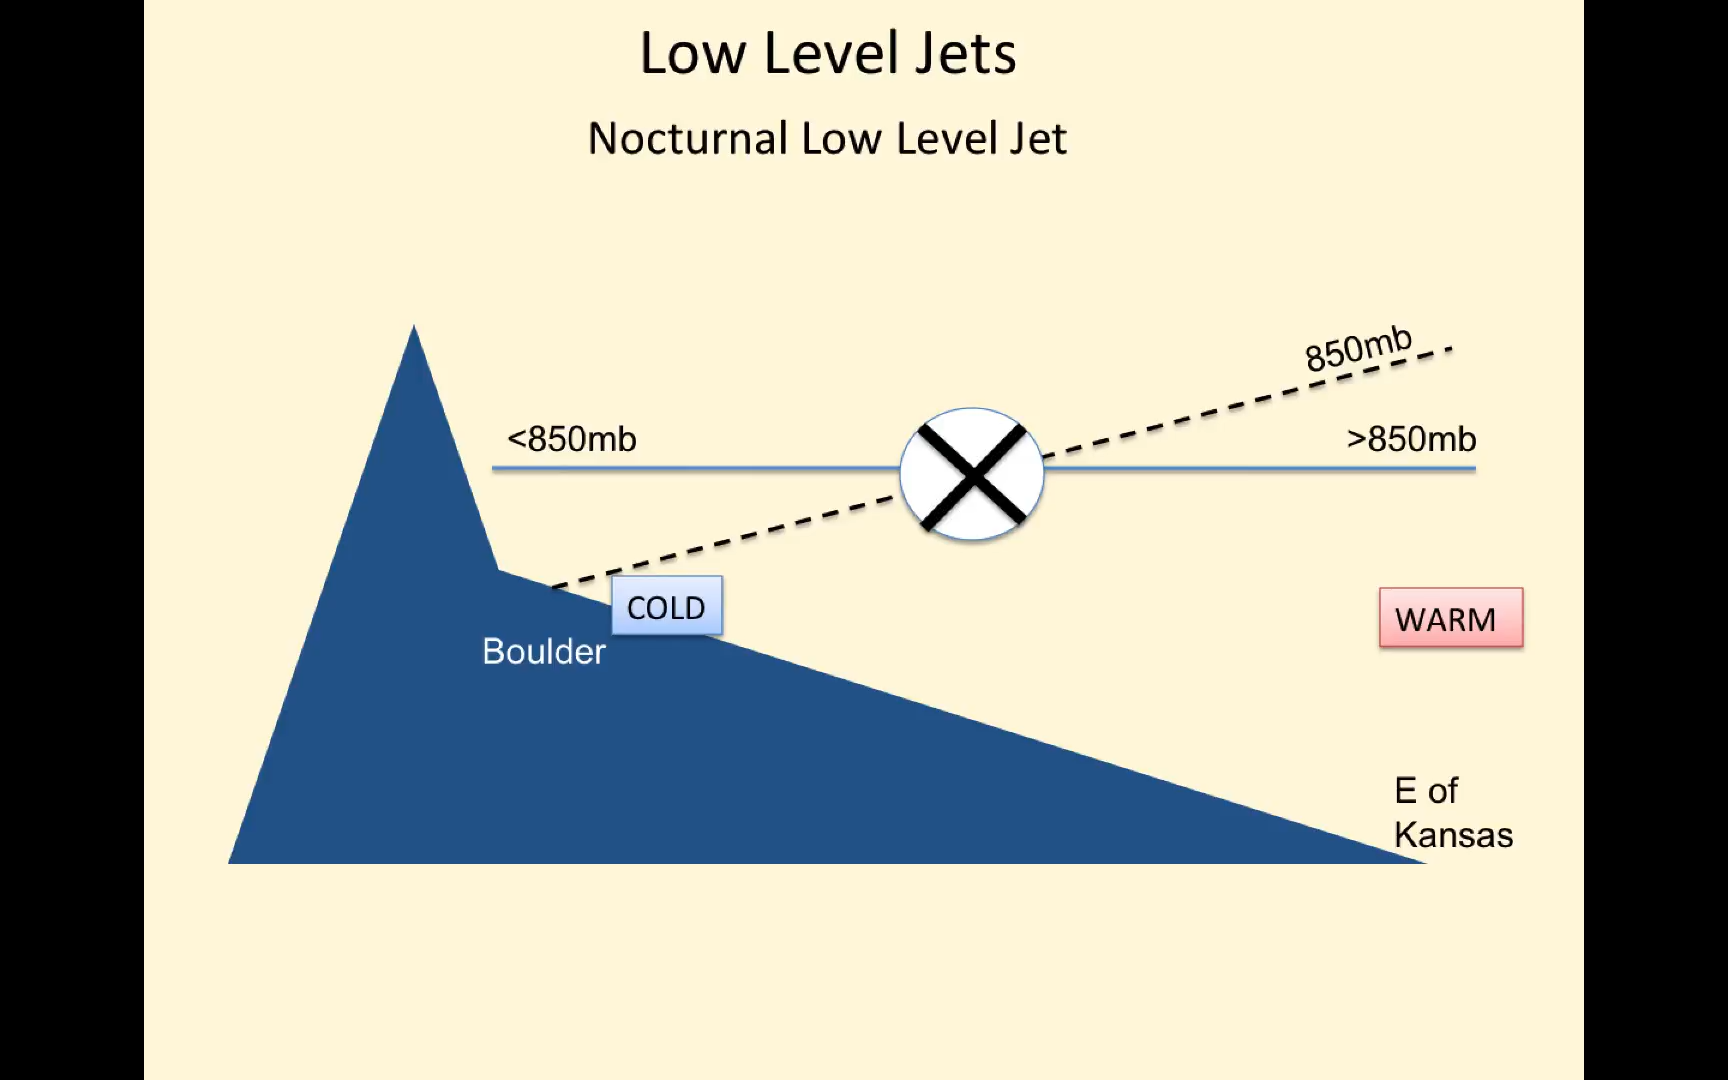 Low Level Jets
Nocturnal Low Level Jet
850mb
<850mb
>850mb
COLD
WARM
Boulder
E of
Kansas